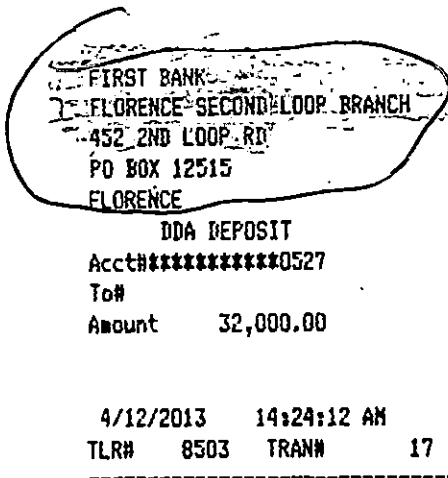 FIRST BANK
FLORENCE SECOND LOOP BRANCH
452 2ND LOOP RD
PO BOX 12515
FLORENCE
DDA DEPOSIT
Acct#***********0527
To#
Amount 32,000.00
4/12/2013 14:24:12 AM
TLR# 8503 TRAN# 17